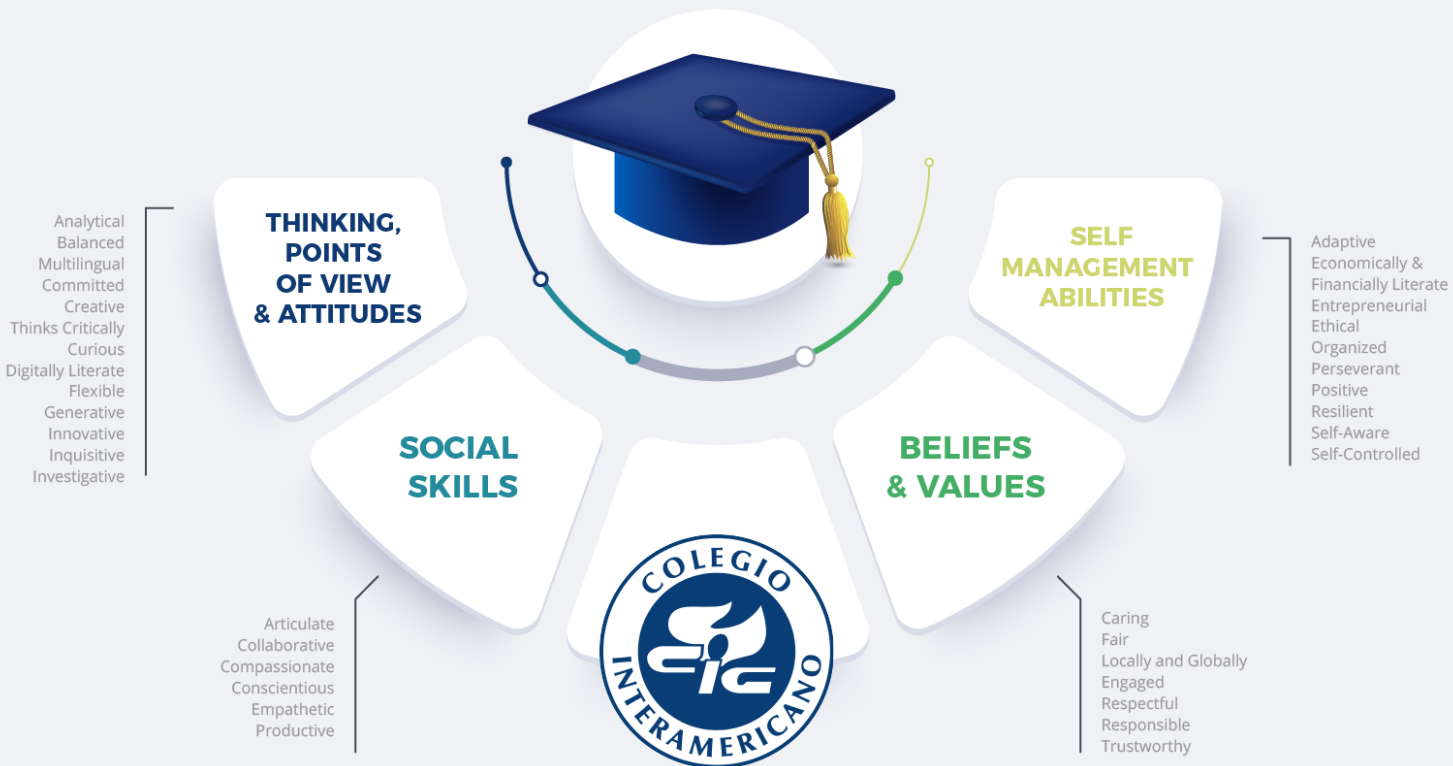 THINKING,
POINTS
OF VIEW
& ATTITUDES
Analytical
Balanced
Multilingual
Committed
Creative
Thinks Critically
Curious
Digitally Literate
Flexible
Generative
Innovative
Inquisitive
Investigative
SOCIAL
SKILLS
Articulate
Collaborative
Compassionate
Conscientious
Empathetic
Productive
COLEGIO
CIG
INTERAMERICANO
BELIEFS
& VALUES
Caring
Fair
Locally and Globally
Engaged
Respectful
Responsible
Trustworthy
SELF
MANAGEMENT
ABILITIES
Adaptive
Economically &
Financially Literate
Entrepreneurial
Ethical
Organized
Perseverant
Positive
Resilient
Self-Aware
Self-Controlled